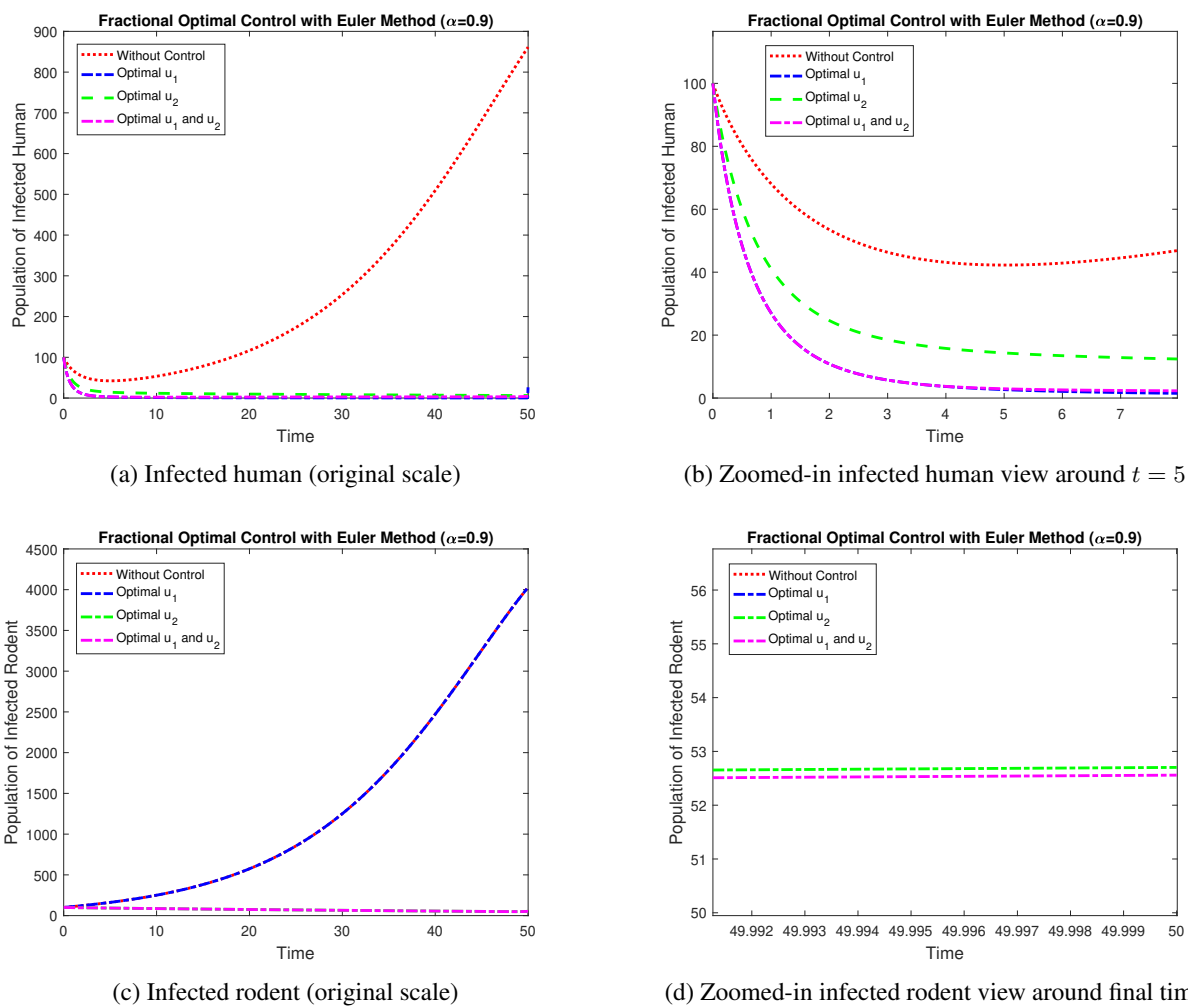 Fractional Optimal Control with Euler Method (α=0.9)
900
800
700
600
500
400
300
200
100
0
Population of Infected Human
Without Control
Optimal u1
Optimal u2
Optimal u1 and u2
0 10 20 30 40 50
Time
(a) Infected human (original scale)
Fractional Optimal Control with Euler Method (α=0.9)
100
80
60
40
20
0
Population of Infected Human
Without Control
Optimal u1
Optimal u2
Optimal u1 and u2
0 1 2 3 4 5 6 7
Time
(b) Zoomed-in infected human view around t = 5
Fractional Optimal Control with Euler Method (α=0.9)
4500
4000
3500
3000
2500
2000
1500
1000
500
0
Population of Infected Rodent
Without Control
Optimal u1
Optimal u2
Optimal u1 and u2
0 10 20 30 40 50
Time
(c) Infected rodent (original scale)
Fractional Optimal Control with Euler Method (α=0.9)
56
55
54
53
52
51
50
Population of Infected Rodent
Without Control
Optimal u1
Optimal u2
Optimal u1 and u2
49.992 49.993 49.994 49.995 49.996 49.997 49.998 49.999 50
Time
(d) Zoomed-in infected rodent view around final tim